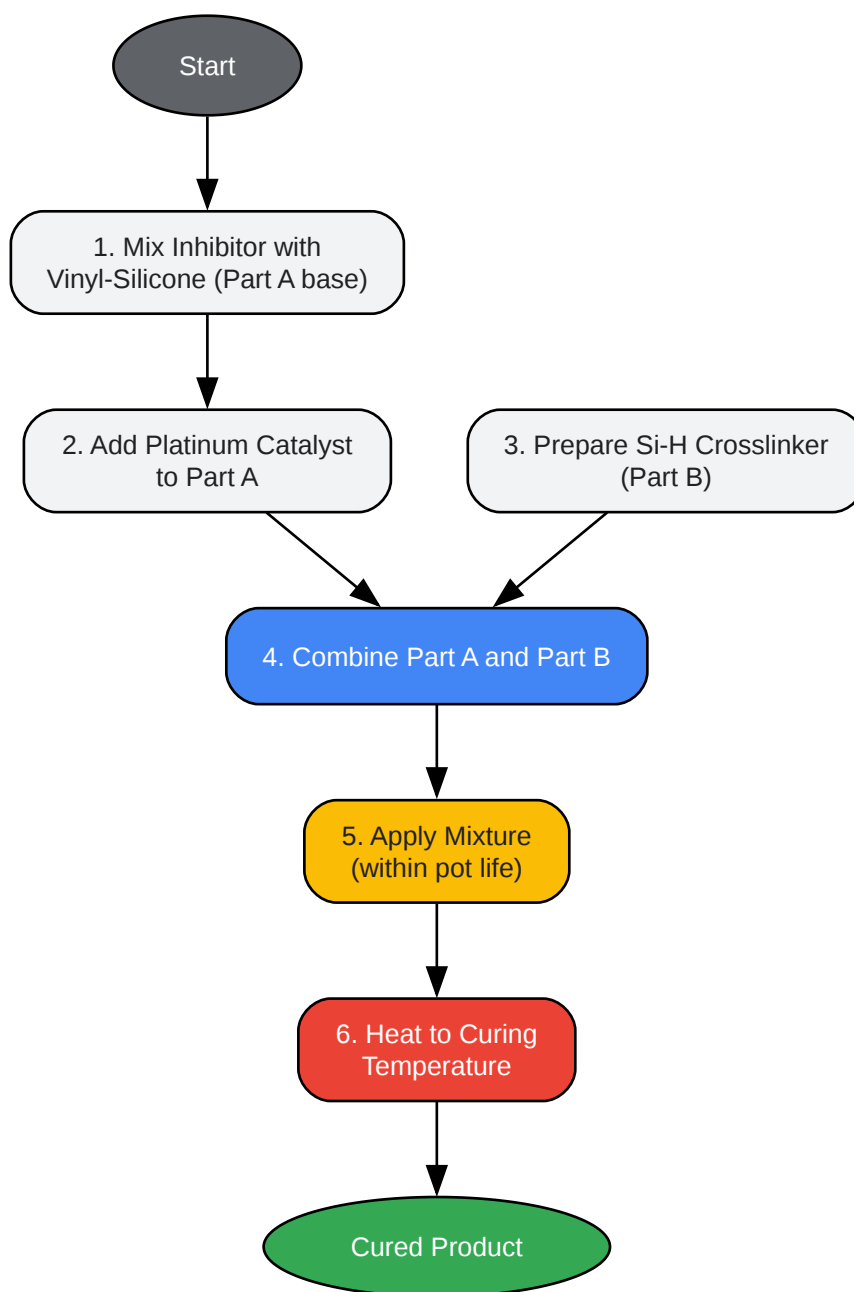 Start
1. Mix Inhibitor with
Vinyl-Silicone (Part A base)
2. Add Platinum Catalyst
to Part A
3. Prepare Si-H Crosslinker
(Part B)
4. Combine Part A and Part B
5. Apply Mixture
(within pot life)
6. Heat to Curing
Temperature
Cured Product